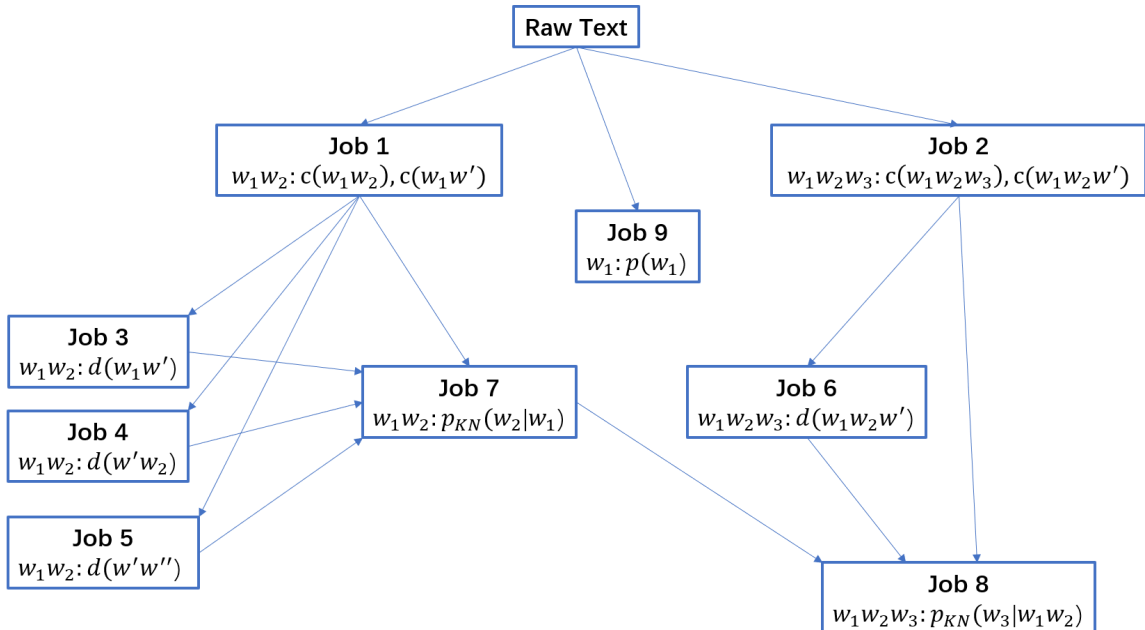 Raw Text
Job 1
w₁w₂: c(w₁w₂), c(w₁w')
Job 2
w₁w₂w₃: c(w₁w₂w₃), c(w₁w₂w')
Job 9
w₁: p(w₁)
Job 3
w₁w₂: d(w₁w')
Job 4
w₁w₂: d(w'w₂)
Job 5
w₁w₂: d(w'w'')
Job 7
w₁w₂: p_KN(w₂|w₁)
Job 6
w₁w₂w₃: d(w₁w₂w')
Job 8
w₁w₂w₃: p_KN(w₃|w₁w₂)